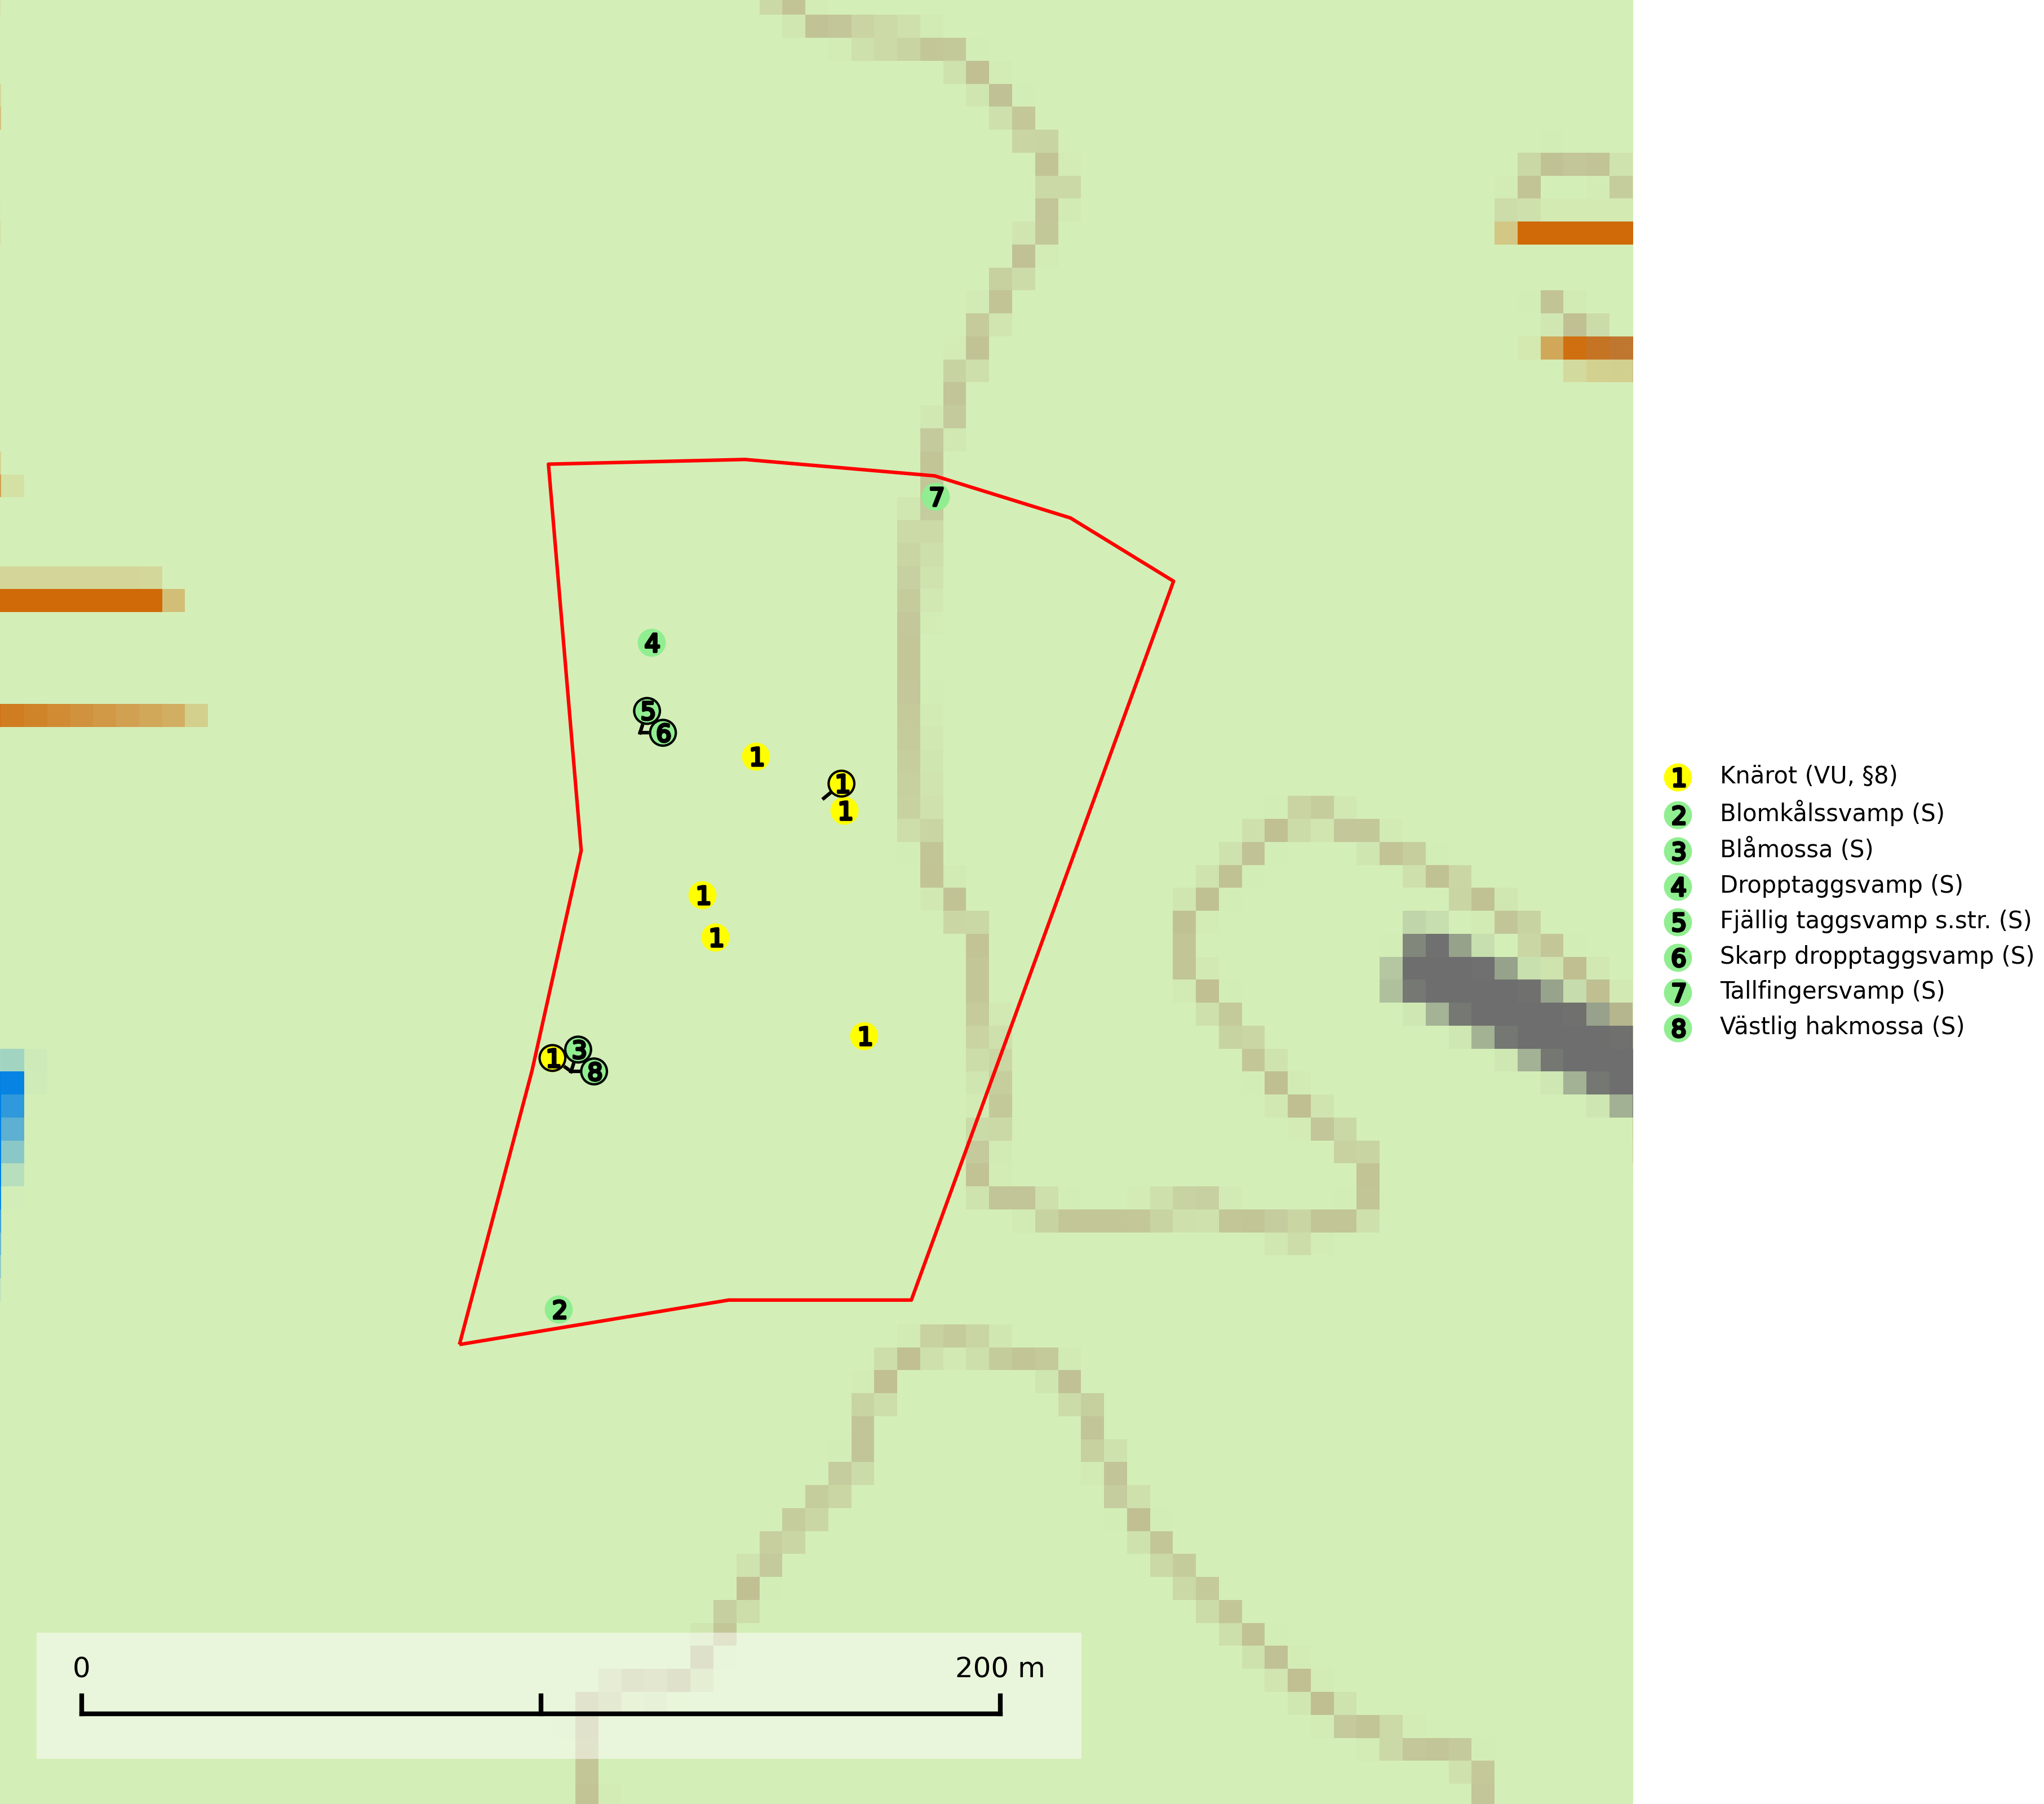 7
4
5
6
1
1
1
1
1
1
1 3
8
2
0 200 m
1 Knärot (VU, §8)
2 Blomkålssvamp (S)
3 Blåmossa (S)
4 Dropptaggsvamp (S)
5 Fjällig taggsvamp s.str. (S)
6 Skarp dropptaggsvamp (S)
7 Tallfingersvamp (S)
8 Västlig hakmossa (S)